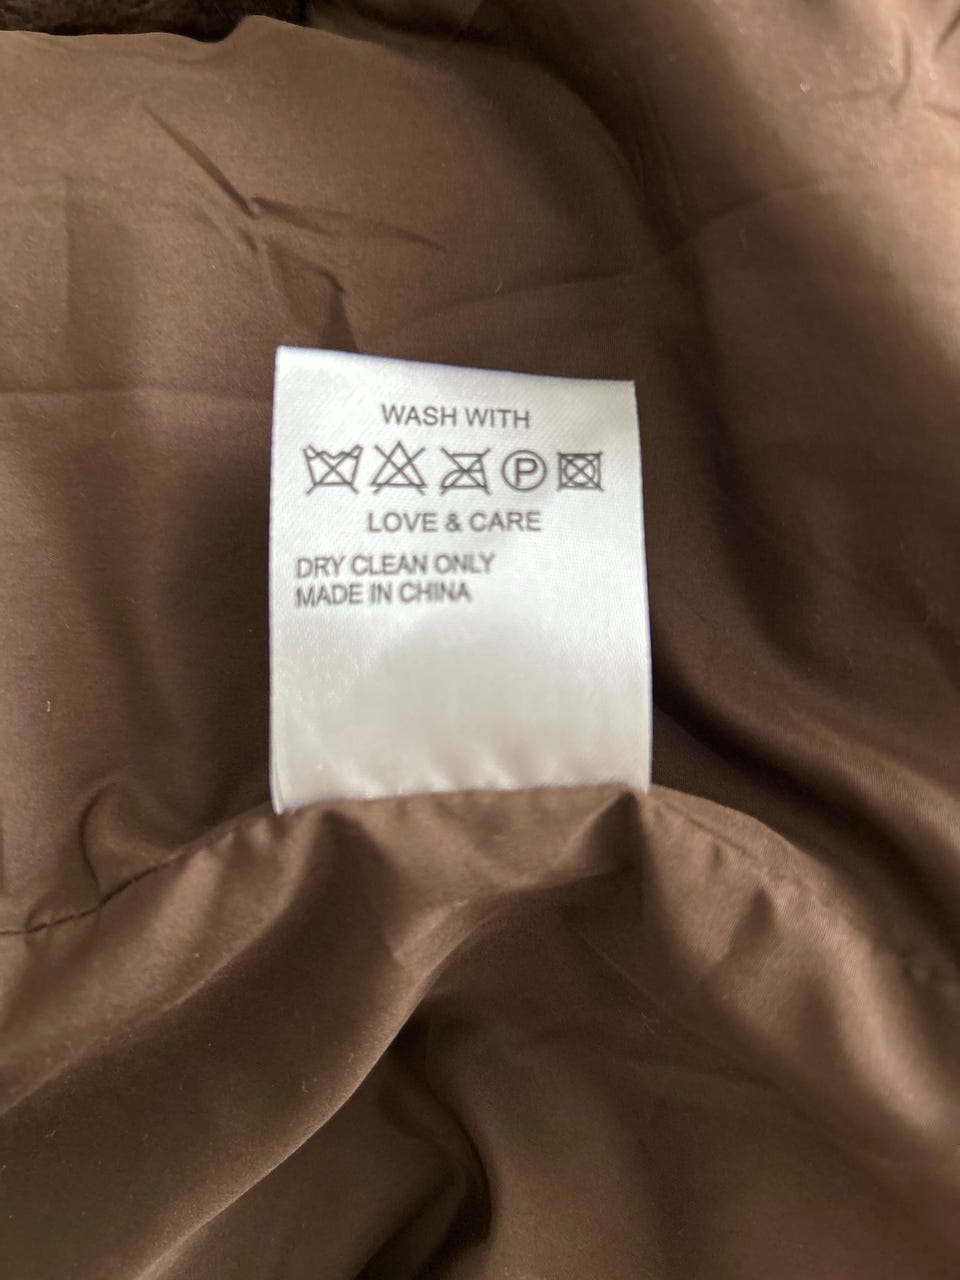 WASH WITH
P
LOVE & CARE
DRY CLEAN ONLY
MADE IN CHINA